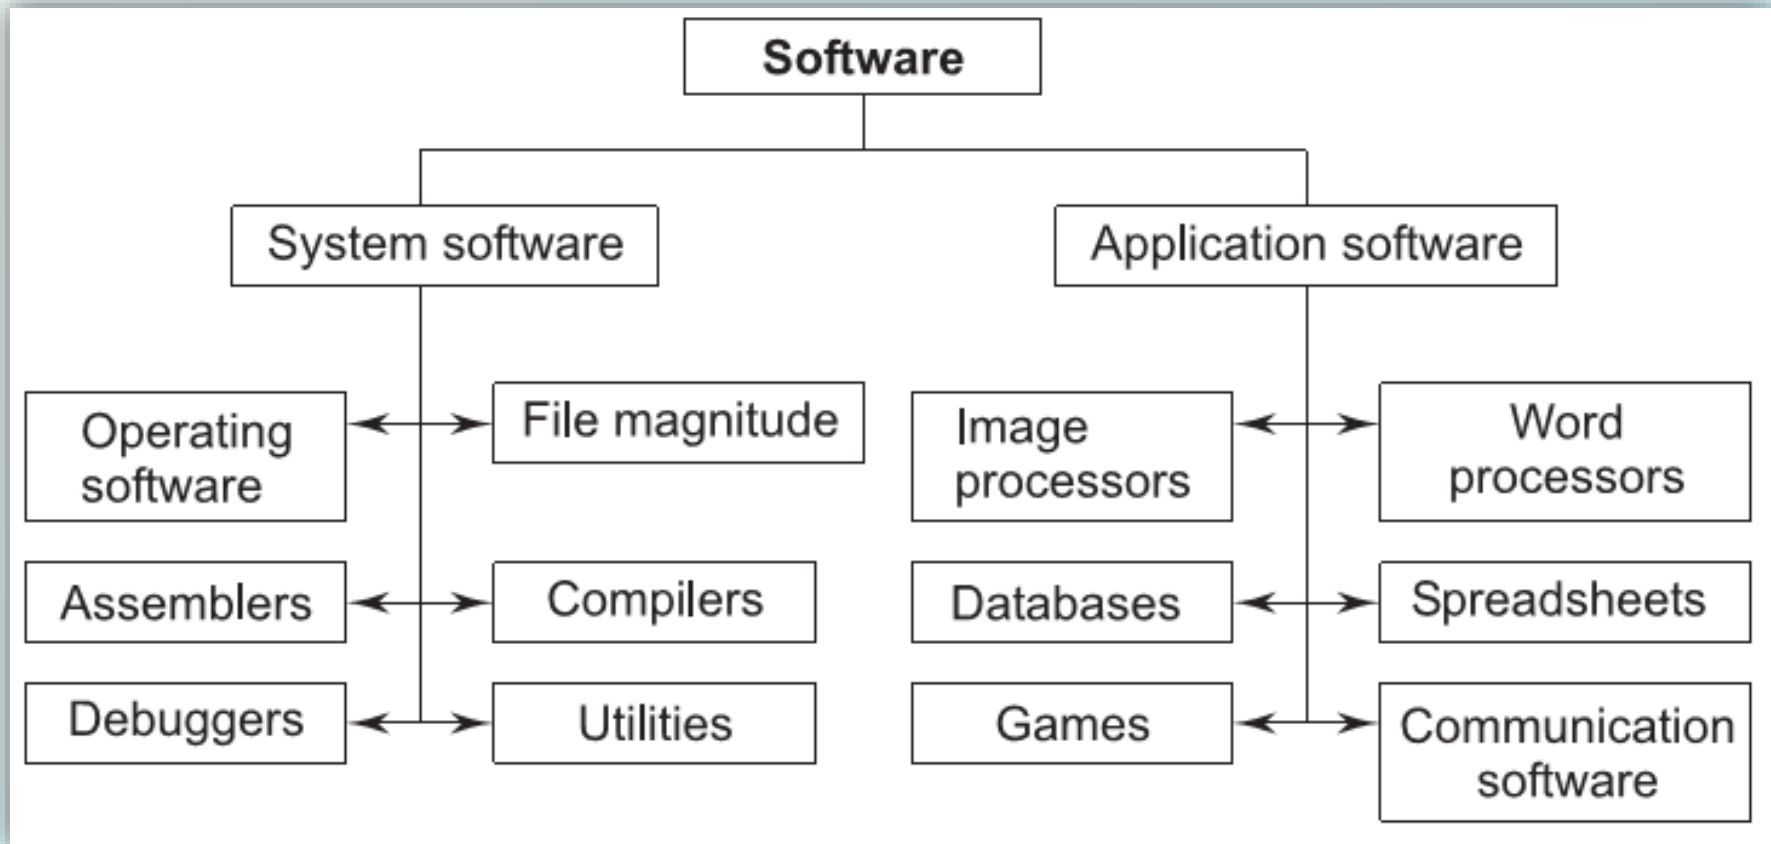 Software
System software
Application software
Operating
software
File magnitude
Image
processors
Word
processors
Assemblers
Compilers
Databases
Spreadsheets
Debuggers
Utilities
Games
Communication
software